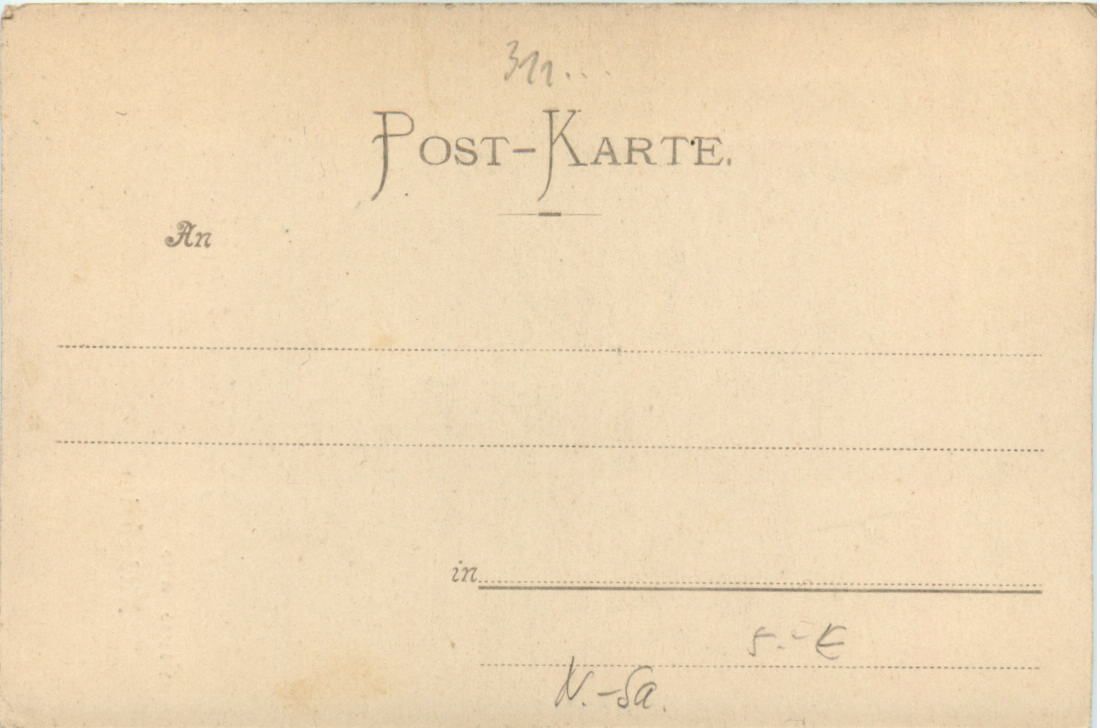 311...
POST-KARTE.
An
in
5.-€
N.-Sa.